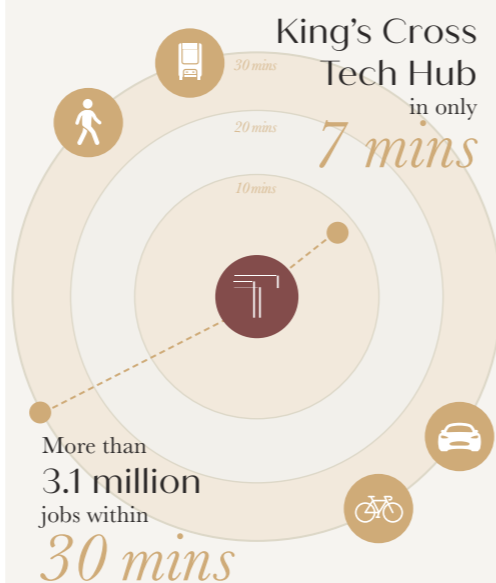 King's Cross
Tech Hub
in only
7 mins
30 mins
20 mins
10 mins
More than
3.1 million
jobs within
30 mins